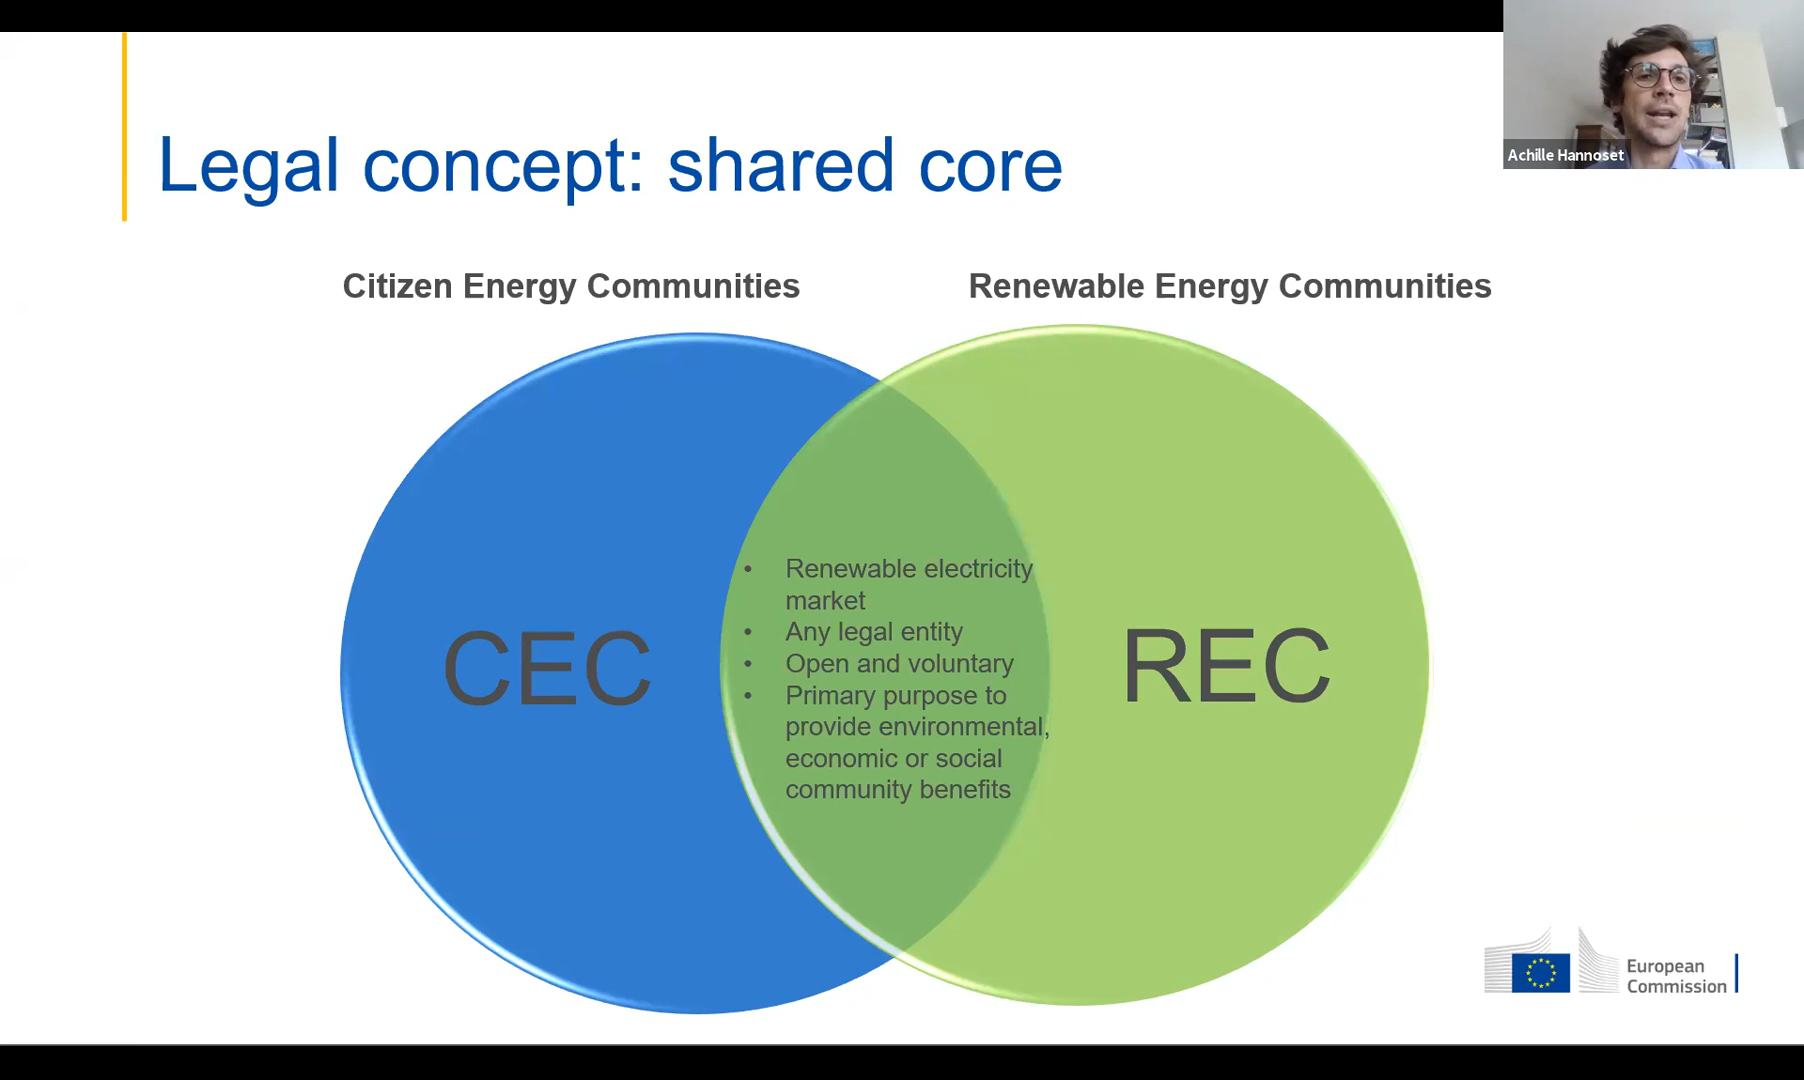 Achille Hannoset
Legal concept: shared core
Citizen Energy Communities
Renewable Energy Communities
CEC
• Renewable electricity
market
• Any legal entity
• Open and voluntary
• Primary purpose to
provide environmental,
economic or social
community benefits
REC
European
Commission